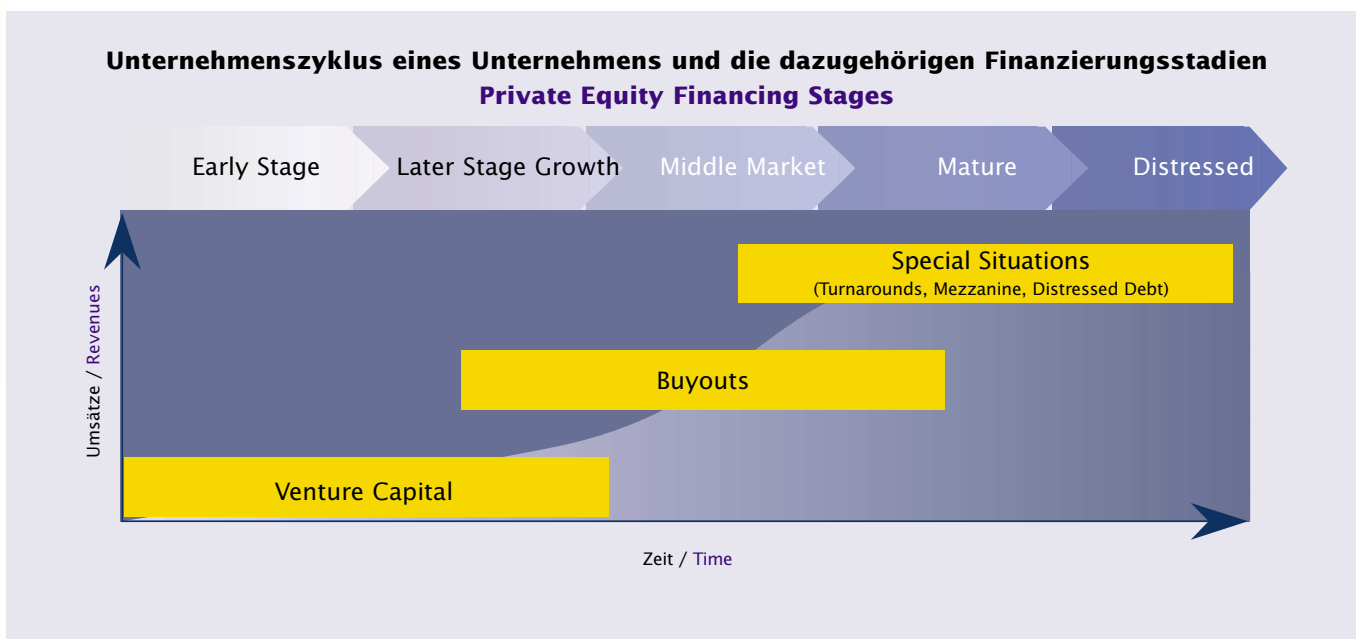 Unternehmenszyklus eines Unternehmens und die dazugehörigen Finanzierungsstadien
Private Equity Financing Stages
Early Stage
Later Stage Growth
Middle Market
Mature
Distressed
Umsätze / Revenues
Special Situations
(Turnarounds, Mezzanine, Distressed Debt)
Buyouts
Venture Capital
Zeit / Time